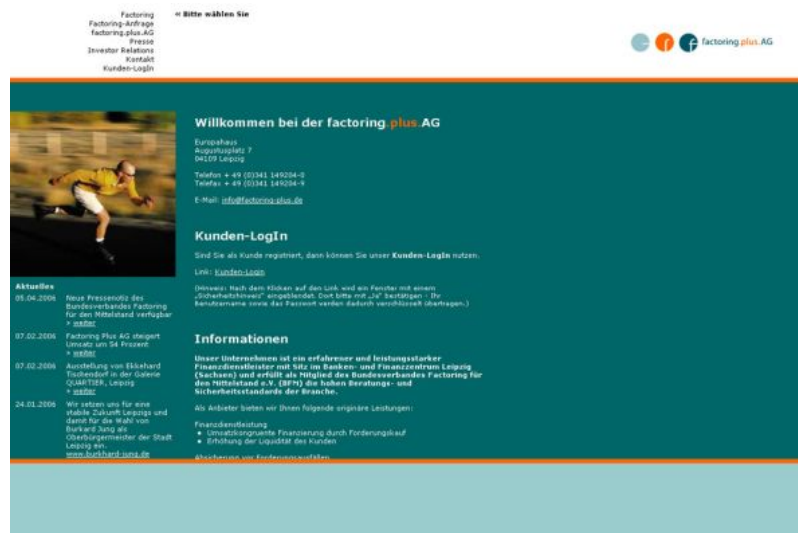 Factoring
Factoring-Anfrage
factoring.plus.AG
Presse
Investor Relations
Kontakt
Kunden-LogIn
« Bitte wählen Sie
factoring.plus.AG
Willkommen bei der factoring.plus.AG
Europahaus
Augustusplatz 7
04109 Leipzig
Telefon + 49 (0)341 149204-0
Telefax + 49 (0)341 149204-9
E-Mail: info@factoring-plus.de
Kunden-LogIn
Sind Sie als Kunde registriert, dann können Sie unser Kunden-LogIn nutzen.
Link: Kunden-Login
(Hinweis: Nach dem Klicken auf den Link wird ein Fenster mit einem
„Sicherheitshinweis" eingeblendet. Dort bitte mit „Ja" bestätigen - Ihr
Benutzername sowie das Passwort werden dadurch verschlüsselt übertragen.)
Informationen
Unser Unternehmen ist ein erfahrener und leistungsstarker
Finanzdienstleister mit Sitz im Banken- und Finanzzentrum Leipzig
(Sachsen) und erfüllt als Mitglied des Bundesverbandes Factoring für
den Mittelstand e.V. (BFM) die hohen Beratungs- und
Sicherheitsstandards der Branche.
Als Anbieter bieten wir Ihnen folgende originäre Leistungen:
Finanzdienstleistung
• Umsatzkongruente Finanzierung durch Forderungskauf
• Erhöhung der Liquidität des Kunden
Absicherung vor Forderungsausfällen
Aktuelles
05.04.2006 Neue Pressenotiz des
Bundesverbandes Factoring
für den Mittelstand verfügbar
» weiter
07.02.2006 Factoring Plus AG steigert
Umsatz um 54 Prozent
» weiter
07.02.2006 Ausstellung von Ekkehard
Tischendorf in der Galerie
QUARTIER, Leipzig
» weiter
24.01.2006 Wir setzen uns für eine
stabile Zukunft Leipzigs und
damit für die Wahl von
Burkard Jung als
Oberbürgermeister der Stadt
Leipzig ein.
www.burkhard-jung.de